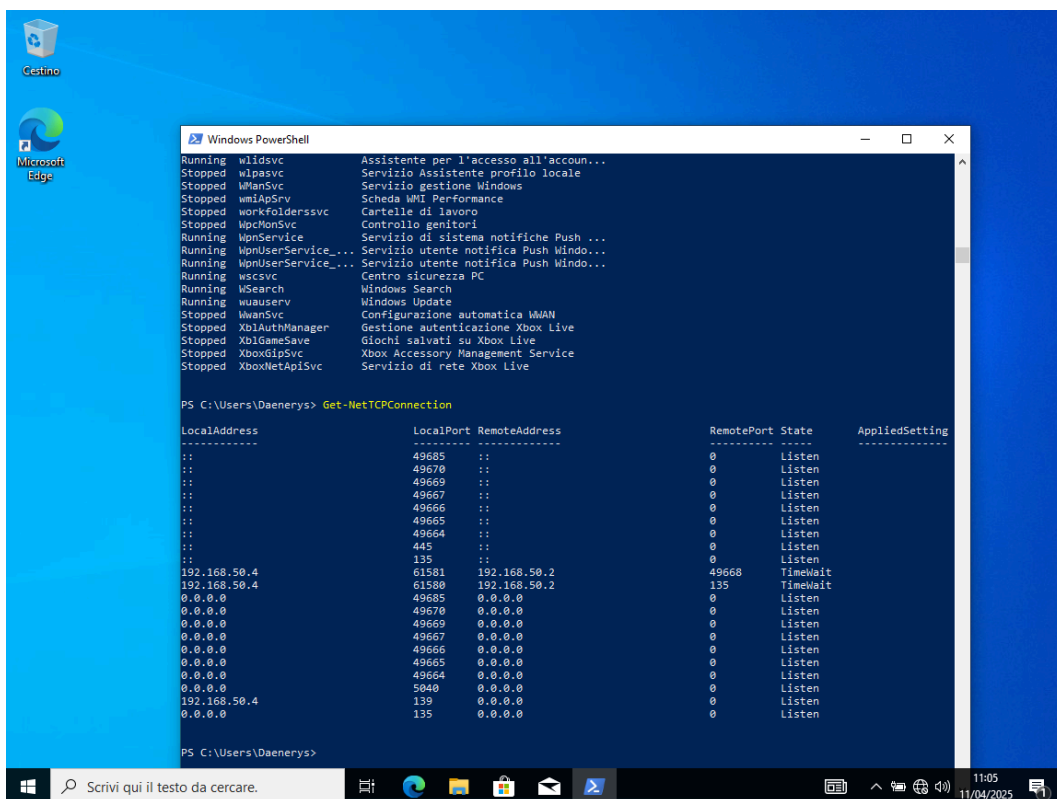 Cestino
Microsoft
Edge
Windows PowerShell
Running  wlidsvc            Assistente per l'accesso all'accoun...
Stopped  wlpasvc            Servizio Assistente profilo locale
Stopped  WManSvc            Servizio gestione Windows
Stopped  wmiApSrv           Scheda WMI Performance
Stopped  workfolderssvc     Cartelle di lavoro
Stopped  WpcMonSvc          Controllo genitori
Running  WpnService         Servizio di sistema notifiche Push ...
Running  WpnUserService_... Servizio utente notifica Push Windo...
Running  WpnUserService_... Servizio utente notifica Push Windo...
Running  wscsvc             Centro sicurezza PC
Running  WSearch            Windows Search
Running  wuauserv           Windows Update
Stopped  WwanSvc            Configurazione automatica WWAN
Stopped  XblAuthManager     Gestione autenticazione Xbox Live
Stopped  XblGameSave        Giochi salvati su Xbox Live
Stopped  XboxGipSvc         Xbox Accessory Management Service
Stopped  XboxNetApiSvc      Servizio di rete Xbox Live
PS C:\Users\Daenerys> Get-NetTCPConnection
LocalAddress LocalPort RemoteAddress RemotePort State AppliedSetting
------------ --------- ------------- ---------- ----- --------------
:: 49685 :: 0 Listen
:: 49670 :: 0 Listen
:: 49669 :: 0 Listen
:: 49667 :: 0 Listen
:: 49666 :: 0 Listen
:: 49665 :: 0 Listen
:: 49664 :: 0 Listen
:: 445 :: 0 Listen
:: 135 :: 0 Listen
192.168.50.4 61581 192.168.50.2 49668 TimeWait
192.168.50.4 61580 192.168.50.2 135 TimeWait
0.0.0.0 49685 0.0.0.0 0 Listen
0.0.0.0 49670 0.0.0.0 0 Listen
0.0.0.0 49669 0.0.0.0 0 Listen
0.0.0.0 49667 0.0.0.0 0 Listen
0.0.0.0 49666 0.0.0.0 0 Listen
0.0.0.0 49665 0.0.0.0 0 Listen
0.0.0.0 49664 0.0.0.0 0 Listen
0.0.0.0 5040 0.0.0.0 0 Listen
192.168.50.4 139 0.0.0.0 0 Listen
0.0.0.0 135 0.0.0.0 0 Listen
PS C:\Users\Daenerys>
Scrivi qui il testo da cercare.
11:05
11/04/2025
1